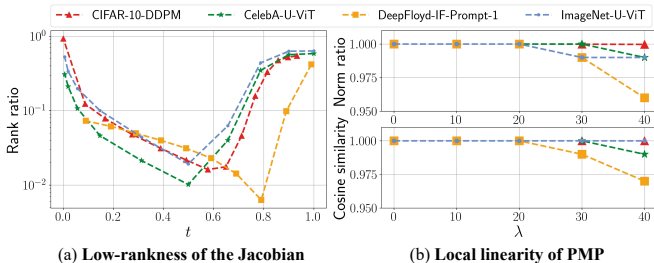 CIFAR-10-DDPM CelebA-U-ViT DeepFloyd-IF-Prompt-1 ImageNet-U-ViT
(a)
Rank ratio
10⁰
10⁻¹
10⁻²
0.0 0.2 0.4 0.6 0.8 1.0
t
(a) Low-rankness of the Jacobian
(b)
Norm ratio
1.000
0.975
0.950
Cosine similarity
1.000
0.975
0.950
0 10 20 30 40
λ
(b) Local linearity of PMP